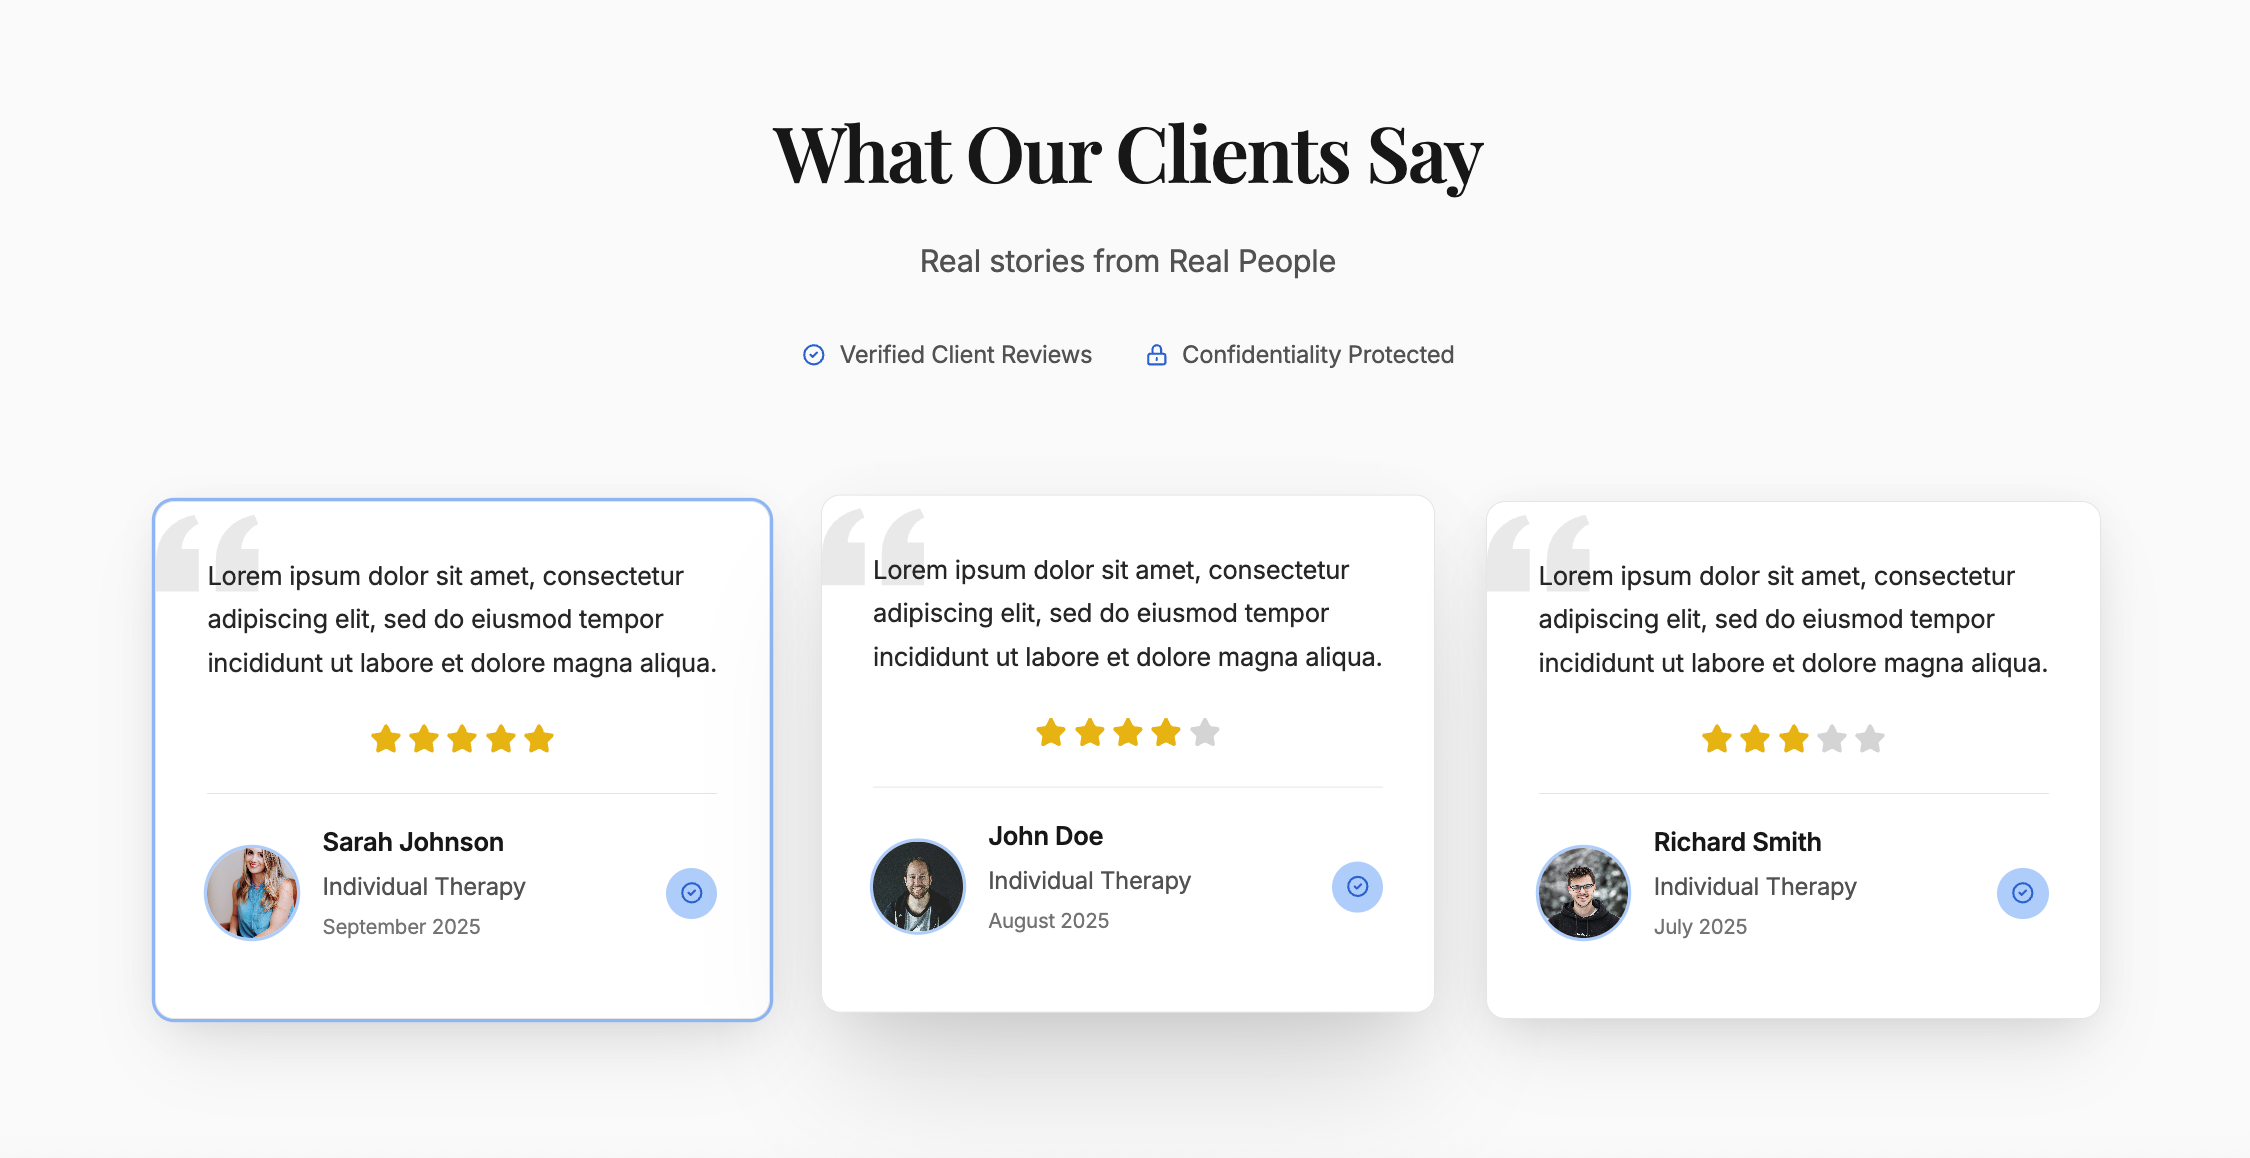 What Our Clients Say
Real stories from Real People
Verified Client Reviews
Confidentiality Protected
Lorem ipsum dolor sit amet, consectetur
adipiscing elit, sed do eiusmod tempor
incididunt ut labore et dolore magna aliqua.
Sarah Johnson
Individual Therapy
September 2025
Lorem ipsum dolor sit amet, consectetur
adipiscing elit, sed do eiusmod tempor
incididunt ut labore et dolore magna aliqua.
John Doe
Individual Therapy
August 2025
Lorem ipsum dolor sit amet, consectetur
adipiscing elit, sed do eiusmod tempor
incididunt ut labore et dolore magna aliqua.
Richard Smith
Individual Therapy
July 2025